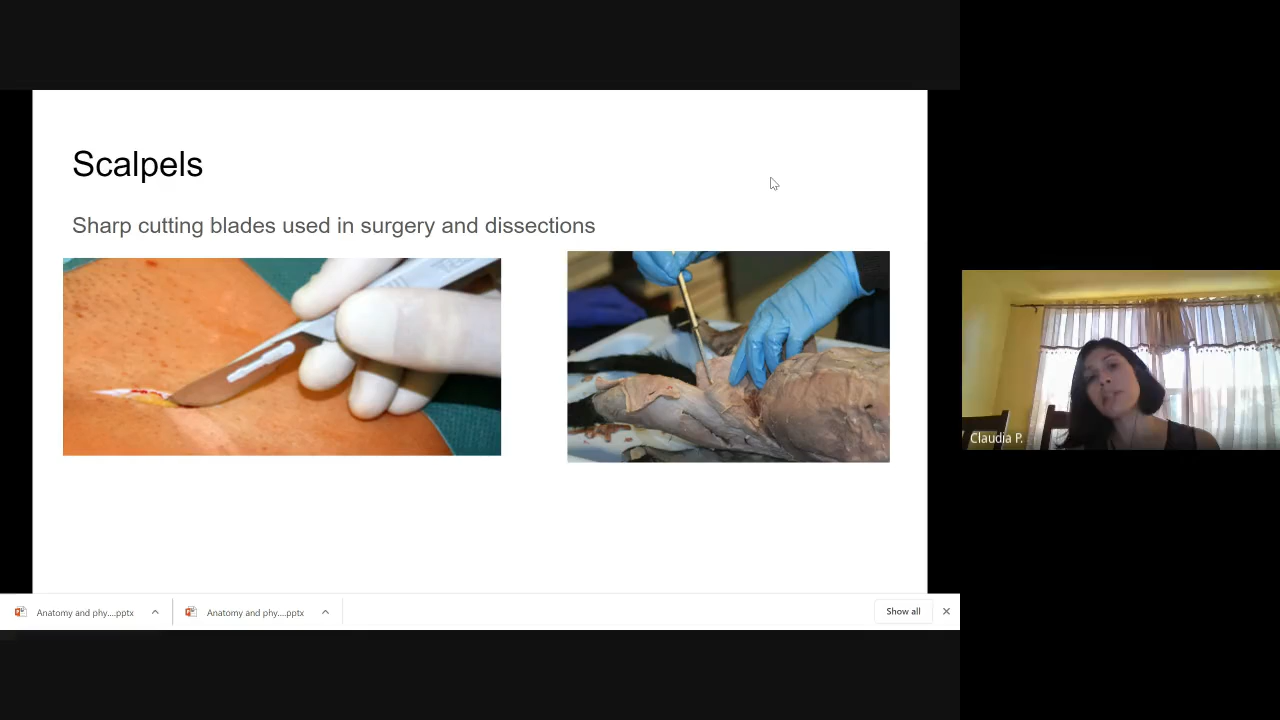 Scalpels
Sharp cutting blades used in surgery and dissections
Claudia P.
Anatomy and phy....pptx
Anatomy and phy....pptx
Show all